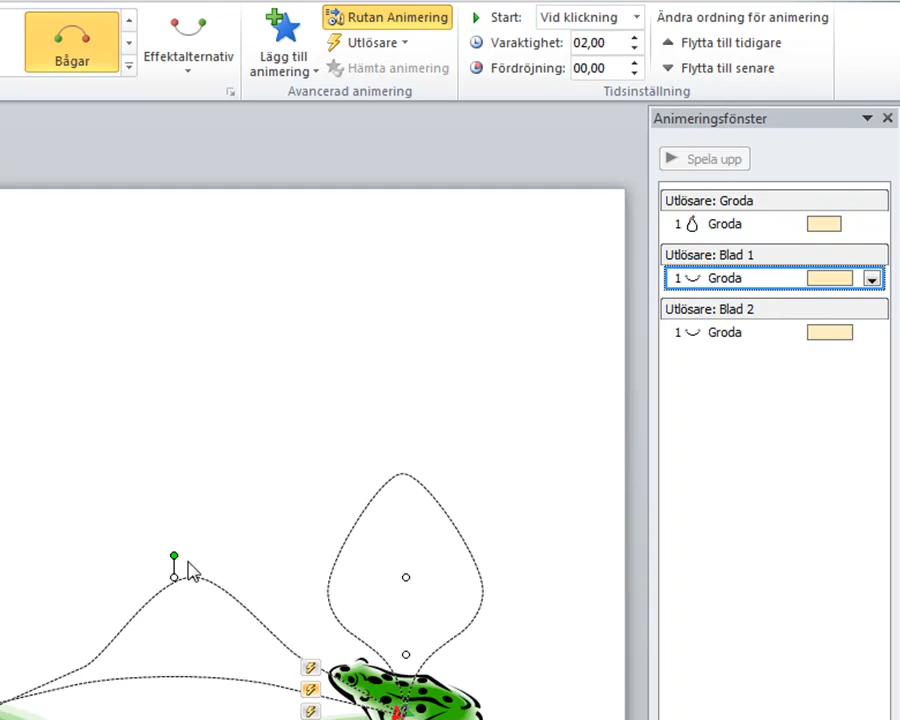 Bågar
Effektalternativ
Lägg till animering
Rutan Animering
Utlösare
Hämta animering
Avancerad animering
Start: Vid klickning
Varaktighet: 02,00
Fördröjning: 00,00
Ändra ordning för animering
Flytta till tidigare
Flytta till senare
Tidsinställning
Animeringsfönster
Spela upp
Utlösare: Groda
1 Groda
Utlösare: Blad 1
1 Groda
Utlösare: Blad 2
1 Groda